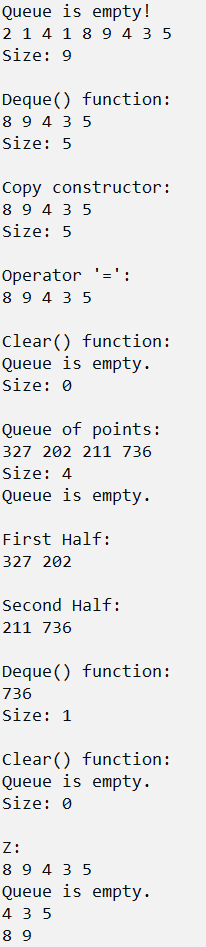 Queue is empty!
2 1 4 1 8 9 4 3 5
Size: 9

Deque() function:
8 9 4 3 5
Size: 5

Copy constructor:
8 9 4 3 5
Size: 5

Operator '=':
8 9 4 3 5

Clear() function:
Queue is empty.
Size: 0

Queue of points:
327 202 211 736
Size: 4
Queue is empty.

First Half:
327 202

Second Half:
211 736

Deque() function:
736
Size: 1

Clear() function:
Queue is empty.
Size: 0

Z:
8 9 4 3 5
Queue is empty.
4 3 5
8 9